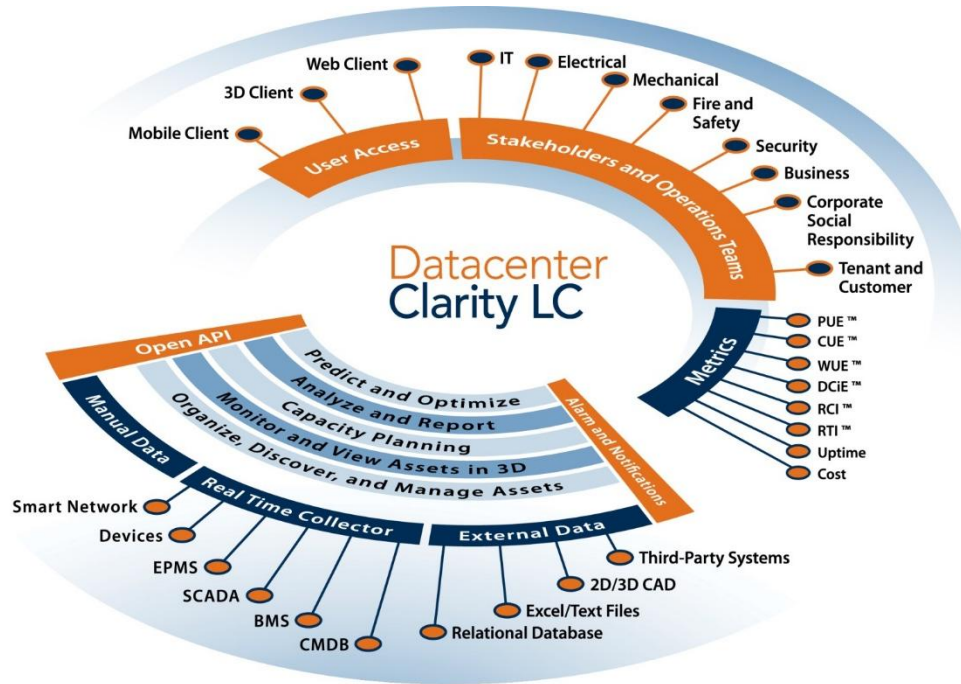 Web Client
3D Client
Mobile Client
User Access
IT
Electrical
Mechanical
Fire and
Safety
Security
Business
Corporate
Social
Responsibility
Tenant and
Customer
Stakeholders and Operations Teams
Datacenter
Clarity LC
Metrics
PUE ™
CUE ™
WUE ™
DCiE ™
RCI ™
RTI ™
Uptime
Cost
Open API
Predict and Optimize
Analyze and Report
Capacity Planning
Monitor and View Assets in 3D
Organize, Discover, and Manage Assets
Alarm and Notifications
Manual Data
Real Time Collector
External Data
Smart Network
Devices
EPMS
SCADA
BMS
CMDB
Third-Party Systems
2D/3D CAD
Excel/Text Files
Relational Database